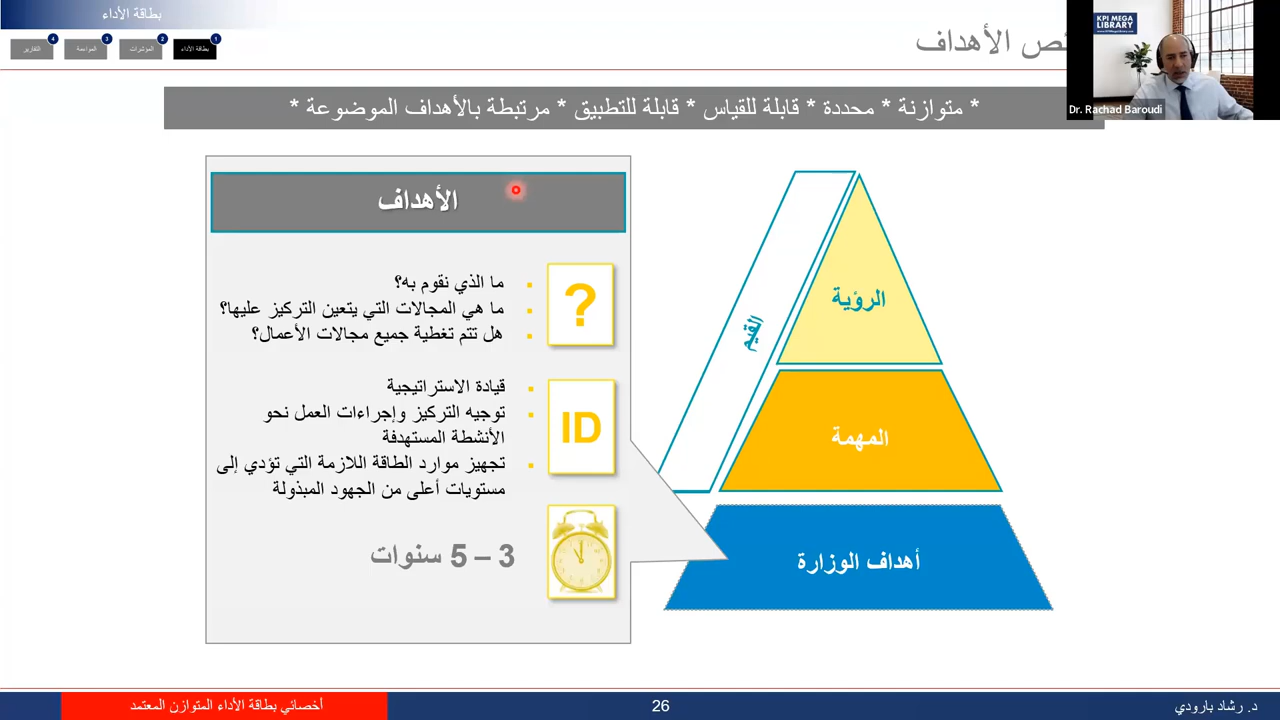 بطاقة الأداء
1
بطاقة الأداء
2
المؤشرات
3
المواءمة
4
التقارير
الأهداف
KPI MEGA
LIBRARY
www.KPIMegaLibrary.com
Dr. Rachad Baroudi
* متوازنة * محددة * قابلة للقياس * قابلة للتطبيق * مرتبطة بالأهداف الموضوعة *
الرؤية
القيم
المهمة
أهداف الوزارة
الأهداف
?
ما الذي نقوم به؟
ما هي المجالات التي يتعين التركيز عليها؟
هل تتم تغطية جميع مجالات الأعمال؟
ID
قيادة الاستراتيجية
توجيه التركيز وإجراءات العمل نحو
الأنشطة المستهدفة
تجهيز موارد الطاقة اللازمة التي تؤدي إلى
مستويات أعلى من الجهود المبذولة
3 – 5 سنوات
د. رشاد بارودي
26
أخصائي بطاقة الأداء المتوازن المعتمد